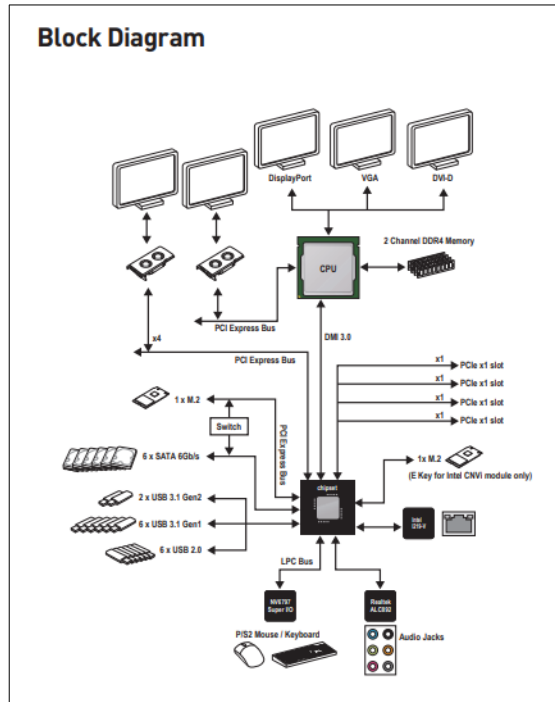 Block Diagram
DisplayPort
VGA
DVI-D
2 Channel DDR4 Memory
CPU
PCI Express Bus
x4
DMI 3.0
PCI Express Bus
x1
PCIe x1 slot
x1
PCIe x1 slot
x1
PCIe x1 slot
x1
PCIe x1 slot
1 x M.2
Switch
PCI Express Bus
6 x SATA 6Gb/s
1x M.2
(E Key for Intel CNVi module only)
chipset
2 x USB 3.1 Gen2
6 x USB 3.1 Gen1
6 x USB 2.0
Intel
I219-V
LPC Bus
NV6797
Super I/O
Realtek
ALC892
P/S2 Mouse / Keyboard
Audio Jacks